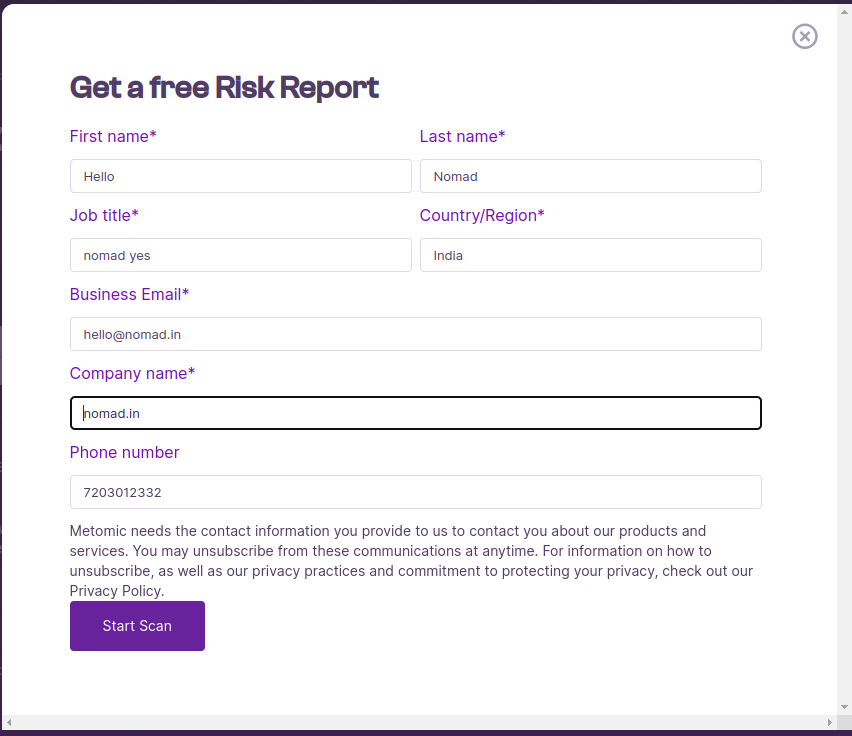 Get a free Risk Report
First name* Last name*
Hello Nomad
Job title* Country/Region*
nomad yes India
Business Email*
hello@nomad.in
Company name*
nomad.in
Phone number
7203012332
Metomic needs the contact information you provide to us to contact you about our products and
services. You may unsubscribe from these communications at anytime. For information on how to
unsubscribe, as well as our privacy practices and commitment to protecting your privacy, check out our
Privacy Policy.
Start Scan